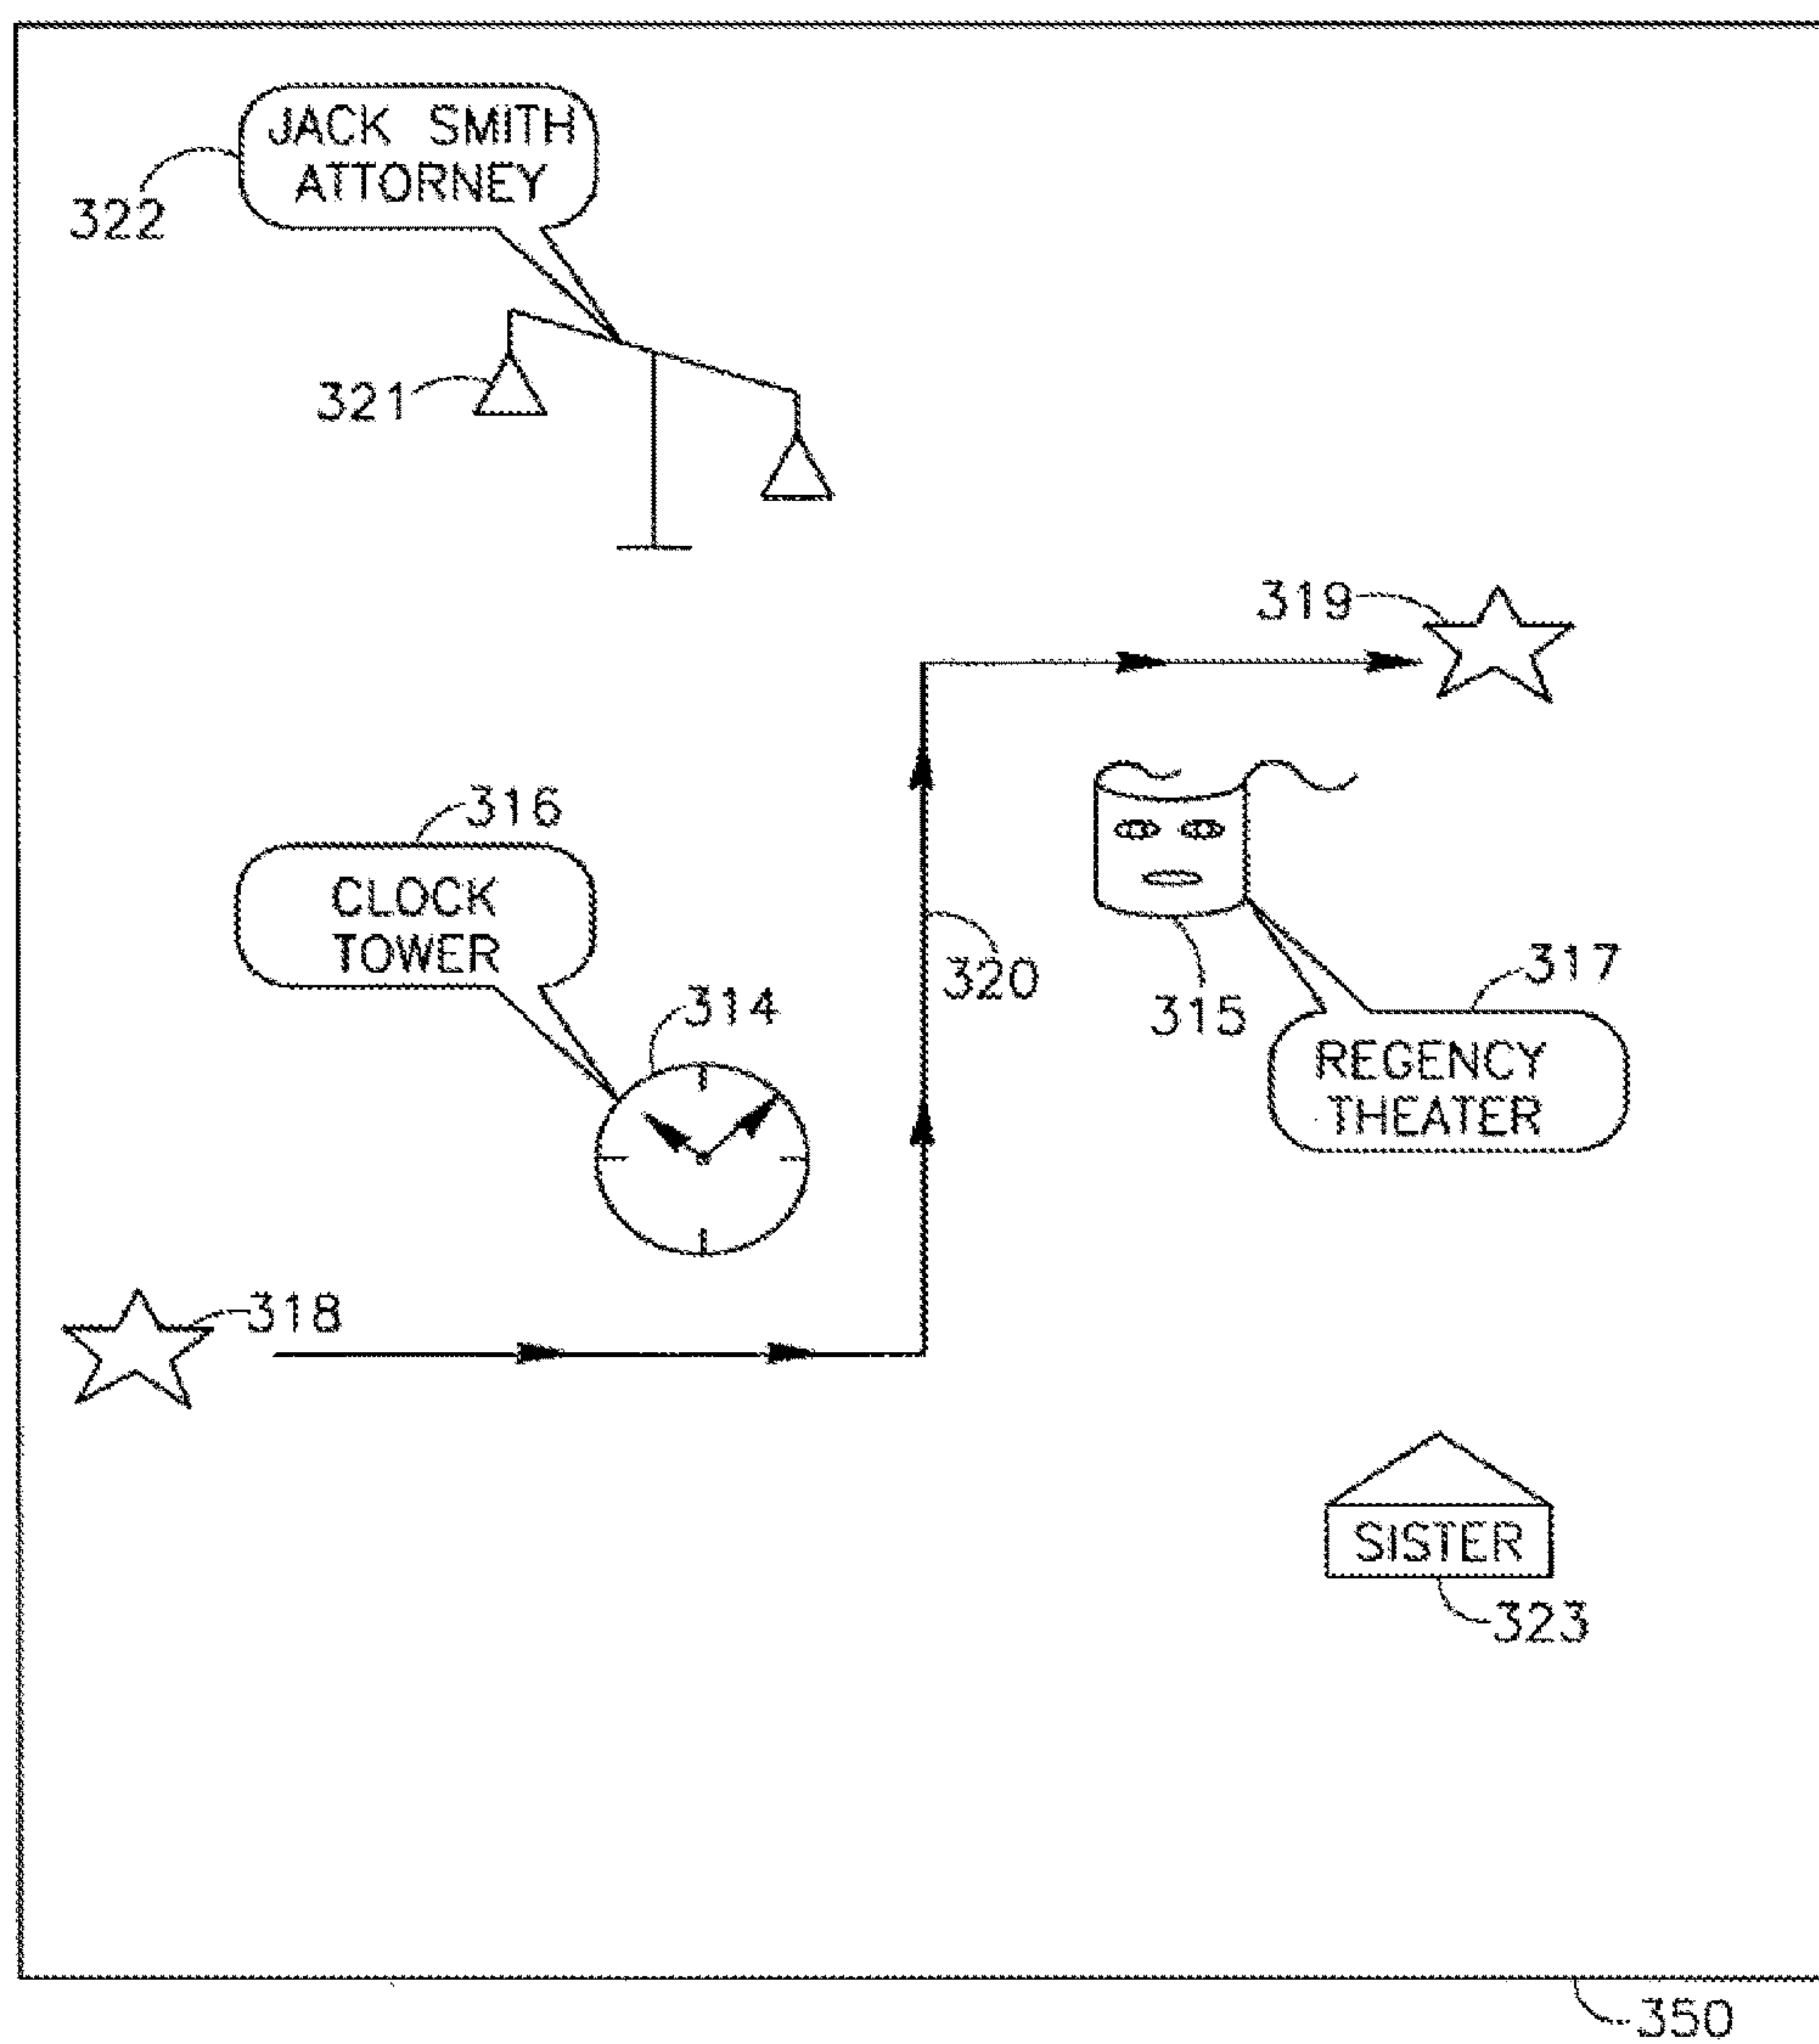 JACK SMITH
ATTORNEY
322
321
319
316
CLOCK
TOWER
314
320
315
317
REGENCY
THEATER
318
SISTER
323
350